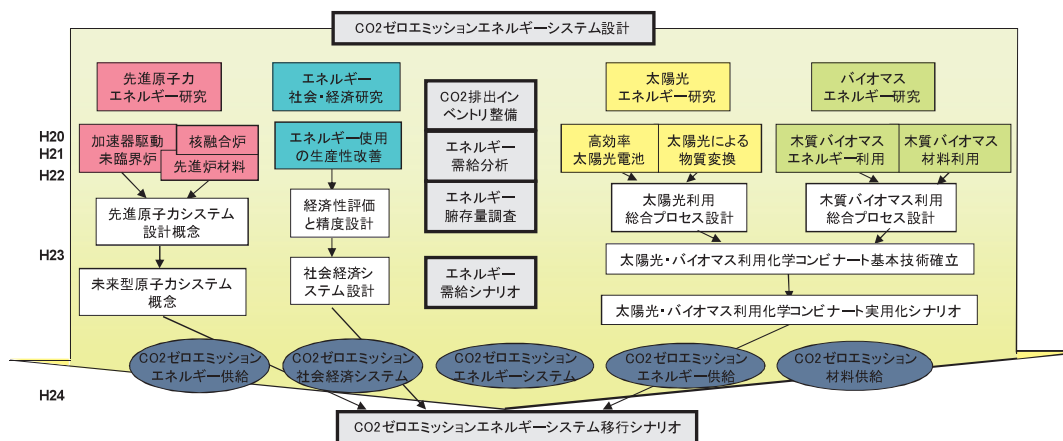 CO2ゼロエミッションエネルギーシステム設計
先進原子力
エネルギー研究
エネルギー
社会・経済研究
CO2排出イン
ベントリ整備
太陽光
エネルギー研究
バイオマス
エネルギー研究
H20
H21
H22
加速器駆動
未臨界炉
核融合炉
先進炉材料
エネルギー使用
の生産性改善
エネルギー
需給分析
高効率
太陽光電池
太陽光による
物質変換
木質バイオマス
エネルギー利用
木質バイオマス
材料利用
先進原子力システム
設計概念
経済性評価
と精度設計
エネルギー
腑存量調査
太陽光利用
総合プロセス設計
木質バイオマス利用
総合プロセス設計
H23
未来型原子力システム
概念
社会経済シ
ステム設計
エネルギー
需給シナリオ
太陽光・バイオマス利用化学コンビナート基本技術確立
太陽光・バイオマス利用化学コンビナート実用化シナリオ
CO2ゼロエミッション
エネルギー供給
CO2ゼロエミッション
社会経済システム
CO2ゼロエミッション
エネルギーシステム
CO2ゼロエミッション
エネルギー供給
CO2ゼロエミッション
材料供給
H24
CO2ゼロエミッションエネルギーシステム移行シナリオ